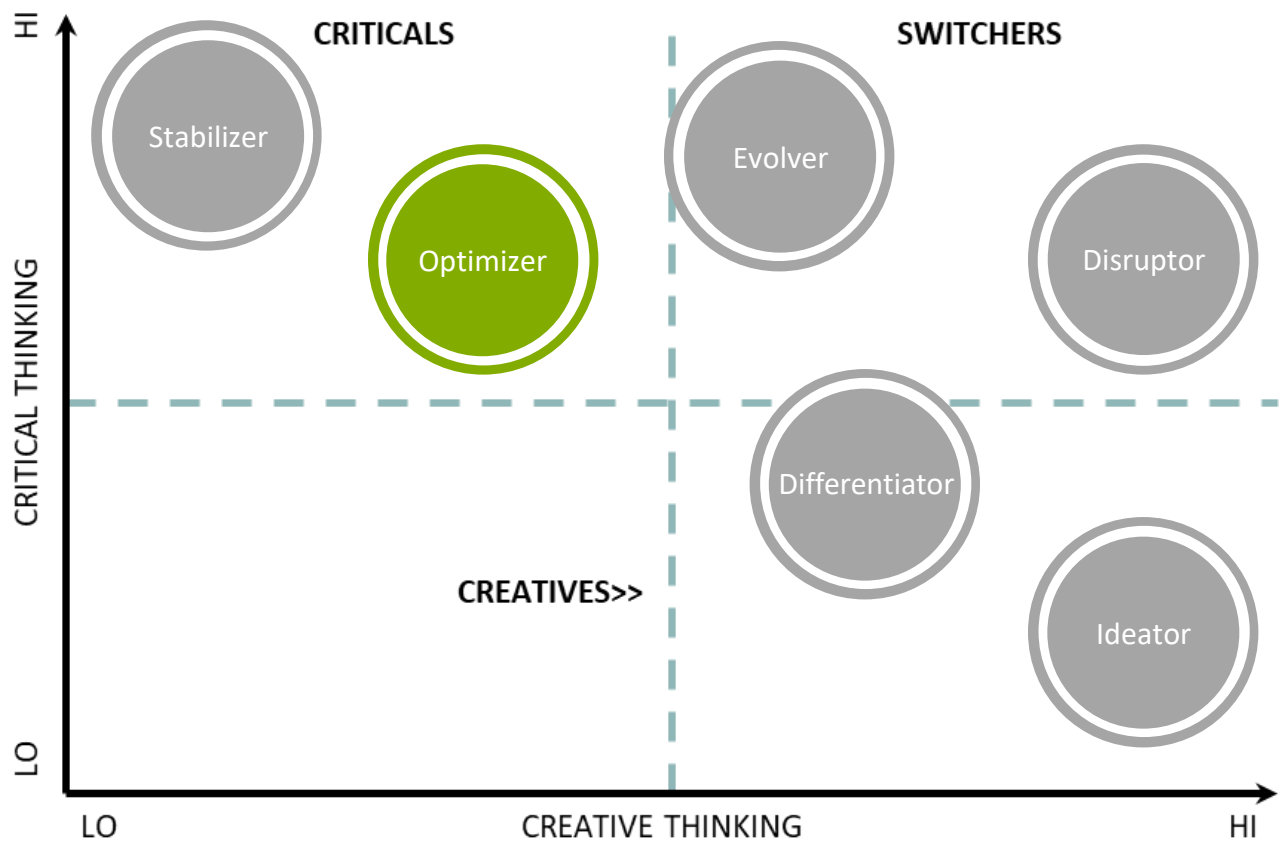 HI
CRITICALS
SWITCHERS
Stabilizer
Evolver
Optimizer
Disruptor
CRITICAL THINKING
Differentiator
CREATIVES>>
Ideator
LO
LO
CREATIVE THINKING
HI